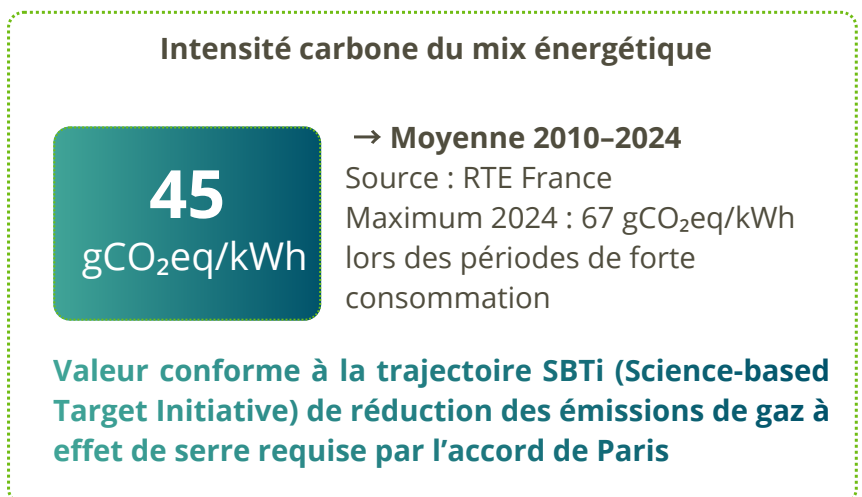 Intensité carbone du mix énergétique
45
gCO₂eq/kWh
→ Moyenne 2010–2024
Source : RTE France
Maximum 2024 : 67 gCO₂eq/kWh
lors des périodes de forte
consommation
Valeur conforme à la trajectoire SBTi (Science-based
Target Initiative) de réduction des émissions de gaz à
effet de serre requise par l’accord de Paris